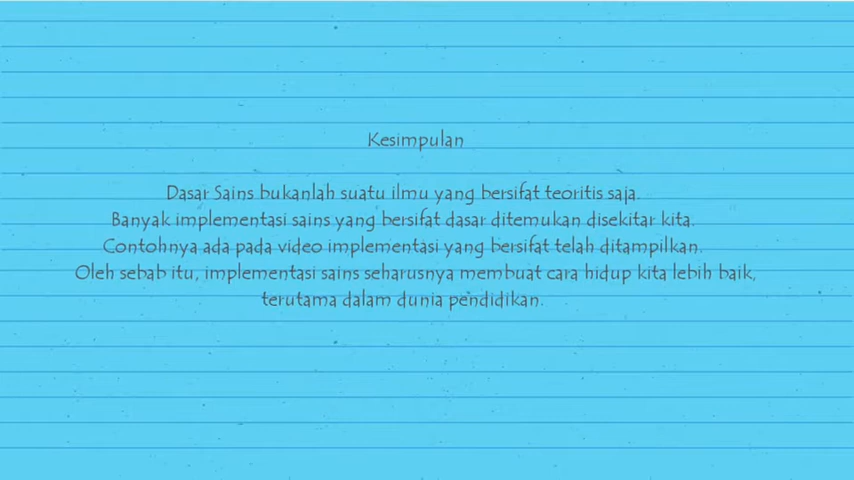 Kesimpulan
Dasar Sains bukanlah suatu ilmu yang bersifat teoritis saja.
Banyak implementasi sains yang bersifat dasar ditemukan disekitar kita.
Contohnya ada pada video implementasi yang bersifat telah ditampilkan.
Oleh sebab itu, implementasi sains seharusnya membuat cara hidup kita lebih baik,
terutama dalam dunia pendidikan.